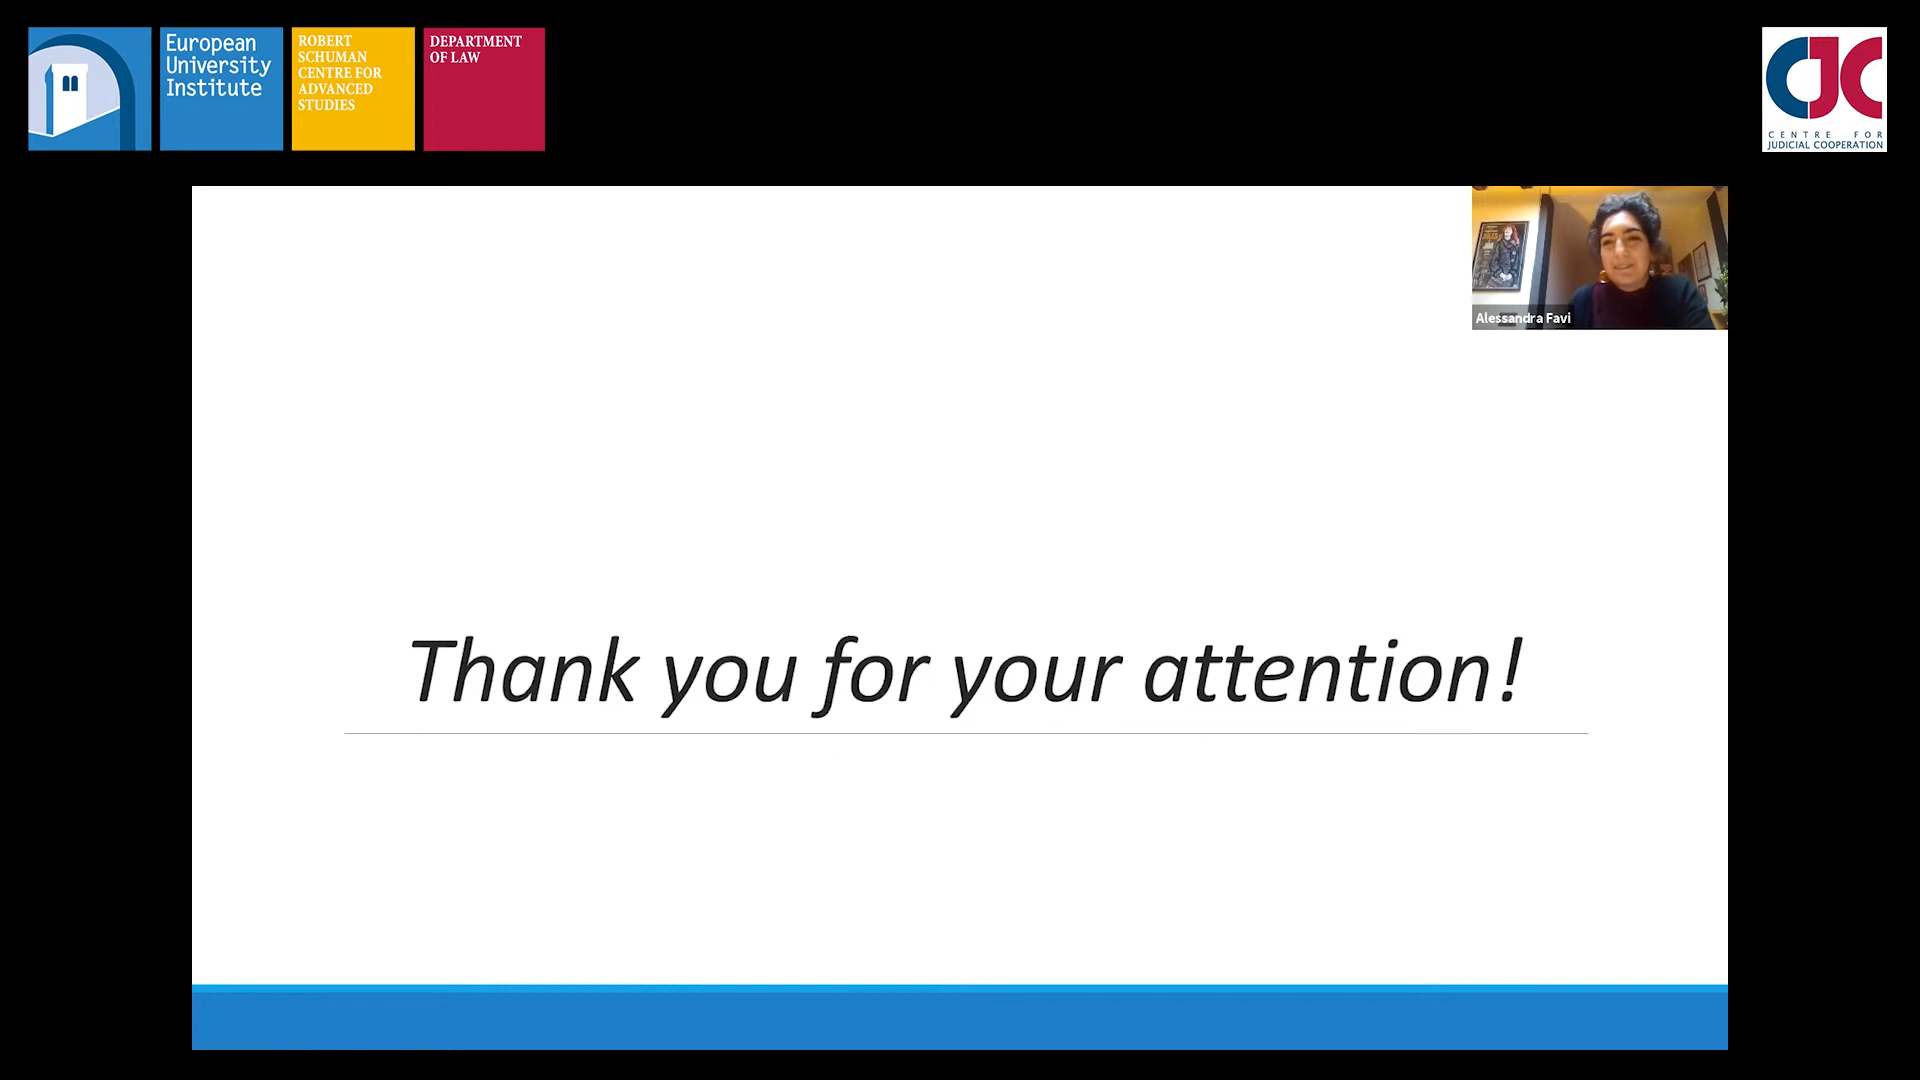 European
University
Institute
ROBERT
SCHUMAN
CENTRE FOR
ADVANCED
STUDIES
DEPARTMENT
OF LAW
CJC
CENTRE FOR
JUDICIAL COOPERATION
Alessandra Favi
Thank you for your attention!